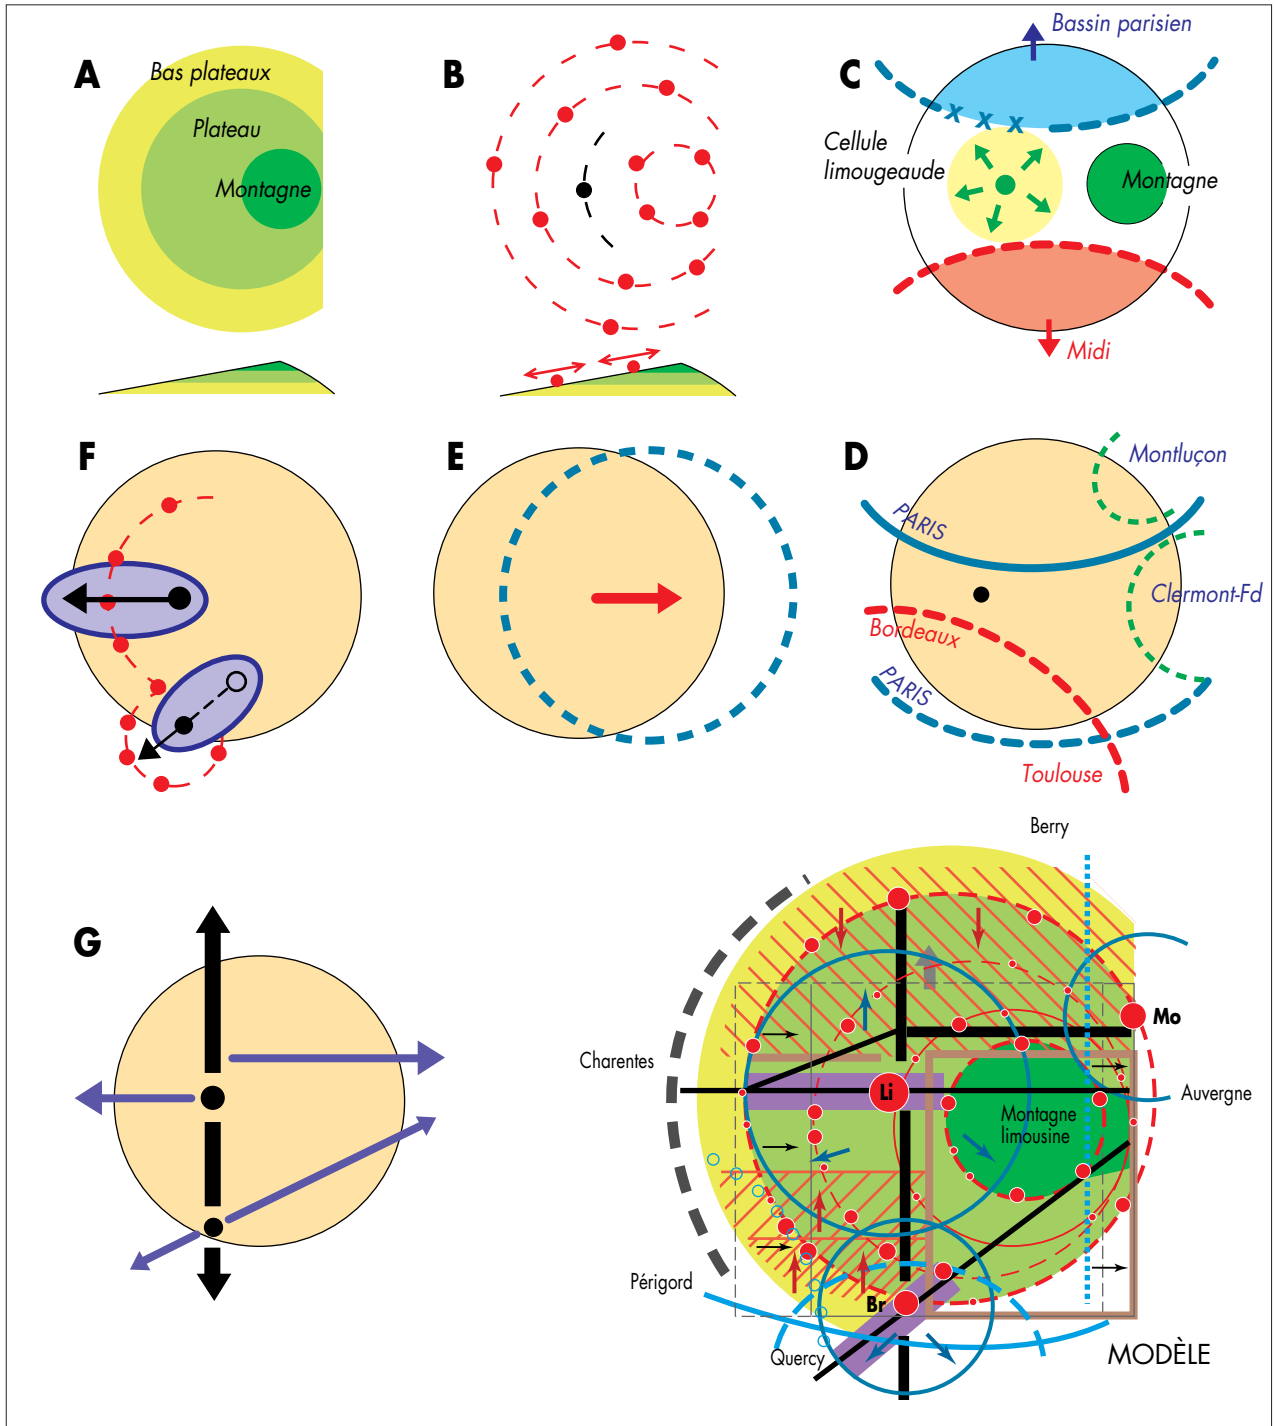 A
Bas plateaux
Plateau
Montagne
B
C
Bassin parisien
Cellule
limougeaude
Montagne
Midi
F
E
D
Montluçon
PARIS
Clermont-Fd
Bordeaux
PARIS
Toulouse
G
Berry
Mo
Charentes
Li
Montagne
limousine
Auvergne
Périgord
Br
Quercy
MODÈLE